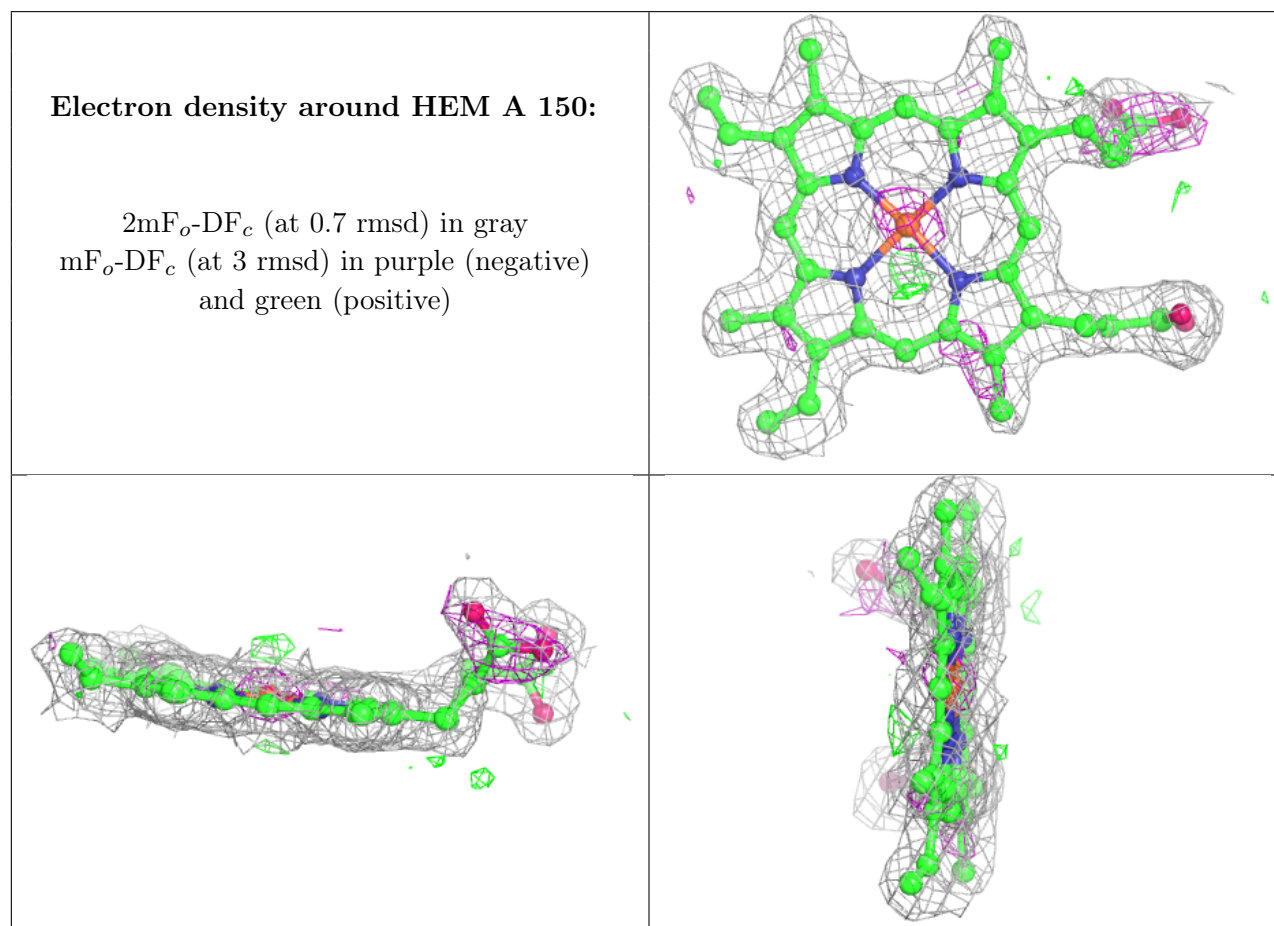 Electron density around HEM A 150:
2mFo-DFc (at 0.7 rmsd) in gray
mFo-DFc (at 3 rmsd) in purple (negative)
and green (positive)